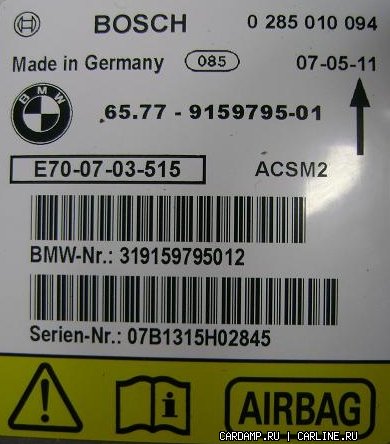 BOSCH 0 285 010 094
Made in Germany 085 07-05-11
BMW 65.77 - 9159795-01
E70-07-03-515 ACSM2
BMW-Nr.: 319159795012
Serien-Nr.: 07B1315H02845
! i AIRBAG
CARDAMP.RU | CARLINE.RU